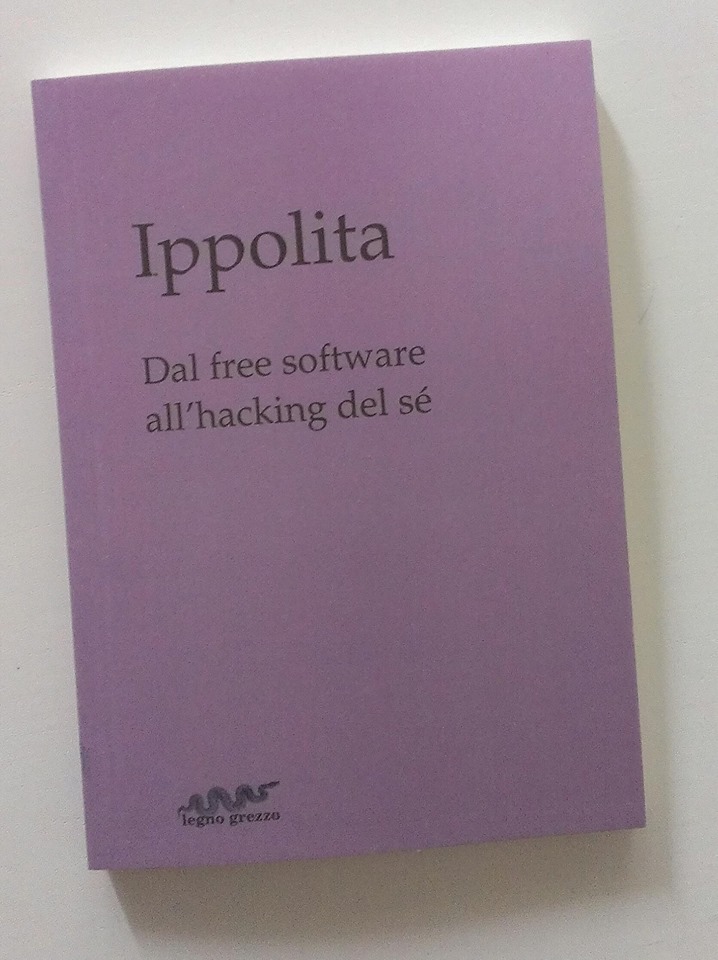 Ippolita
Dal free software
all'hacking del sé
legno grezzo